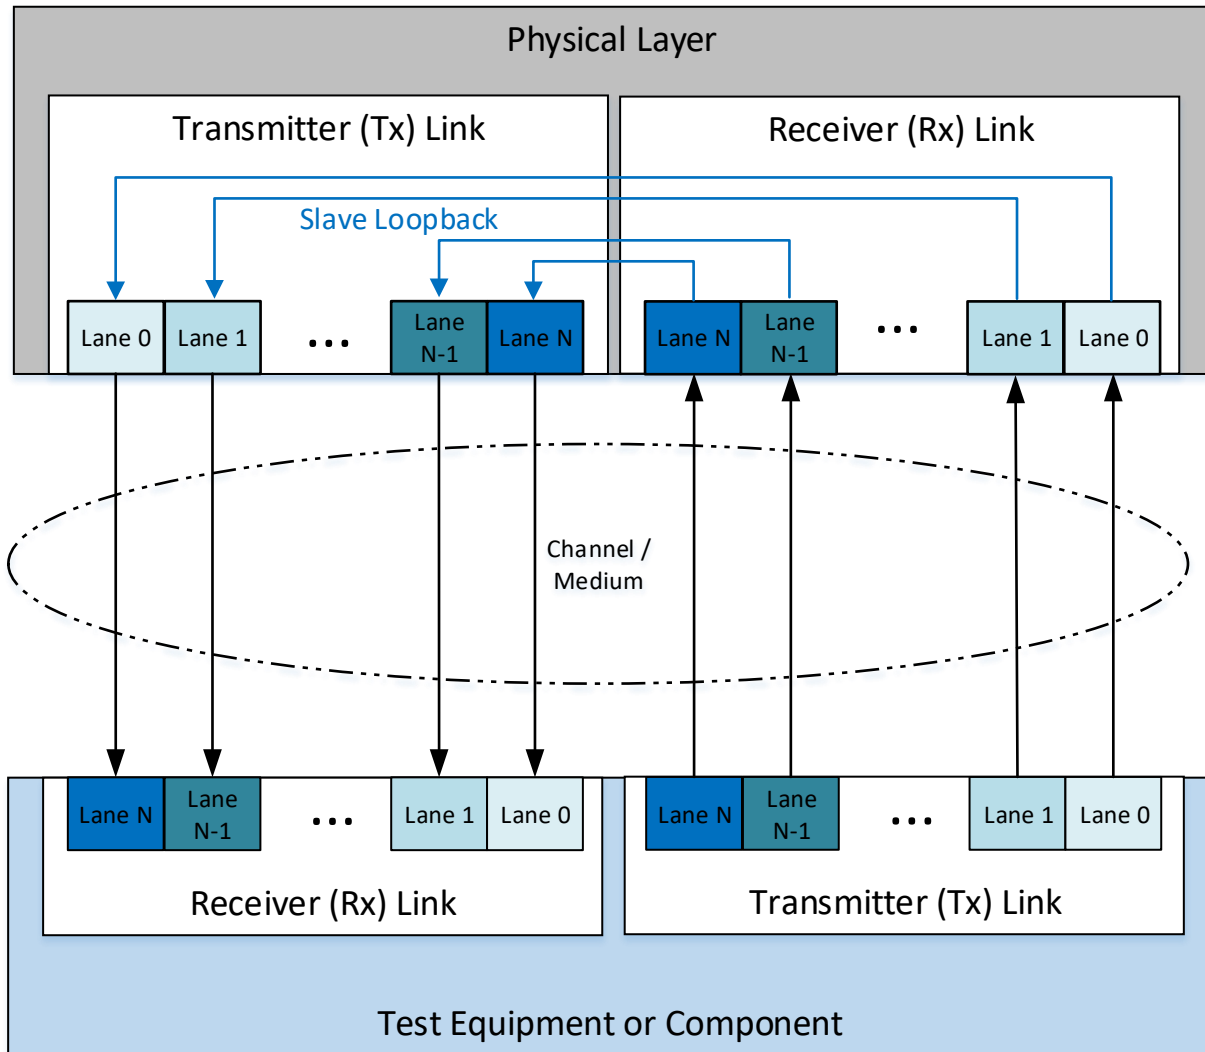 Physical Layer
Transmitter (Tx) Link
Receiver (Rx) Link
Slave Loopback
Lane 0
Lane 1
...
Lane
N-1
Lane N
Lane N
Lane
N-1
...
Lane 1
Lane 0
Channel /
Medium
Lane N
Lane
N-1
...
Lane 1
Lane 0
Lane N
Lane
N-1
...
Lane 1
Lane 0
Receiver (Rx) Link
Transmitter (Tx) Link
Test Equipment or Component